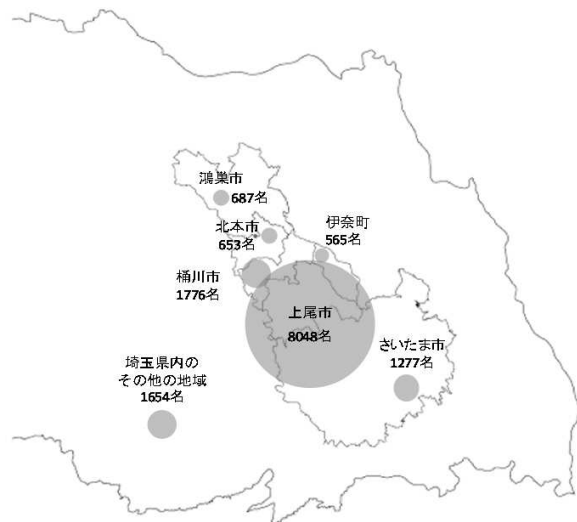 鴻巣市
687名
北本市
653名
伊奈町
565名
桶川市
1776名
上尾市
8048名
さいたま市
1277名
埼玉県内の
その他の地域
1654名